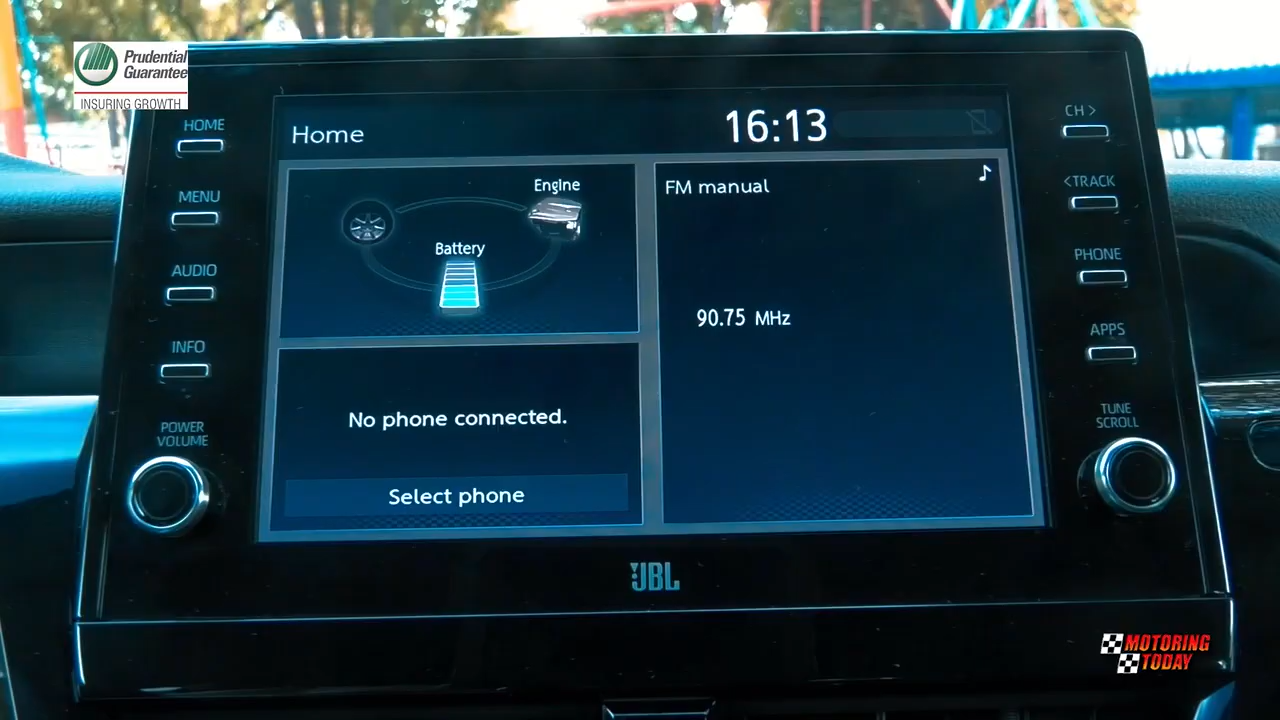 Prudential
Guarantee
INSURING GROWTH
HOME
MENU
AUDIO
INFO
POWER
VOLUME
Home
16:13
Engine
Battery
No phone connected.
Select phone
FM manual
90.75 MHz
CH >
<TRACK
PHONE
APPS
TUNE
SCROLL
JBL
MOTORING
TODAY